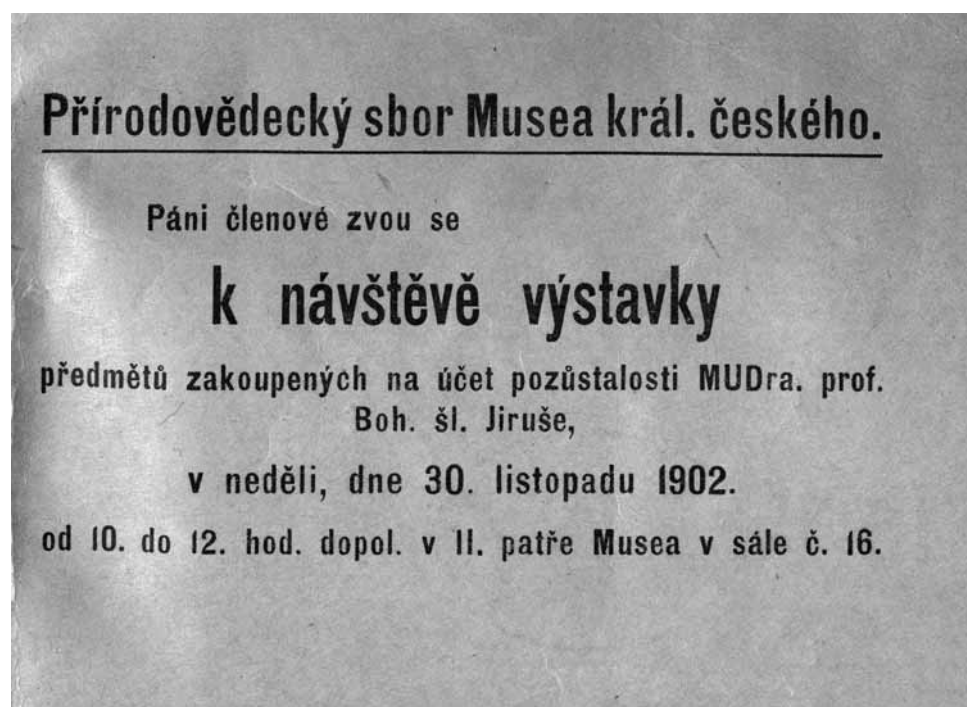 Přírodovědecký sbor Musea král. českého.
Páni členové zvou se
k návštěvě výstavky
předmětů zakoupených na účet pozůstalosti MUDra. prof.
Boh. šl. Jiruše,
v neděli, dne 30. listopadu 1902.
od 10. do 12. hod. dopol. v II. patře Musea v sále č. 16.